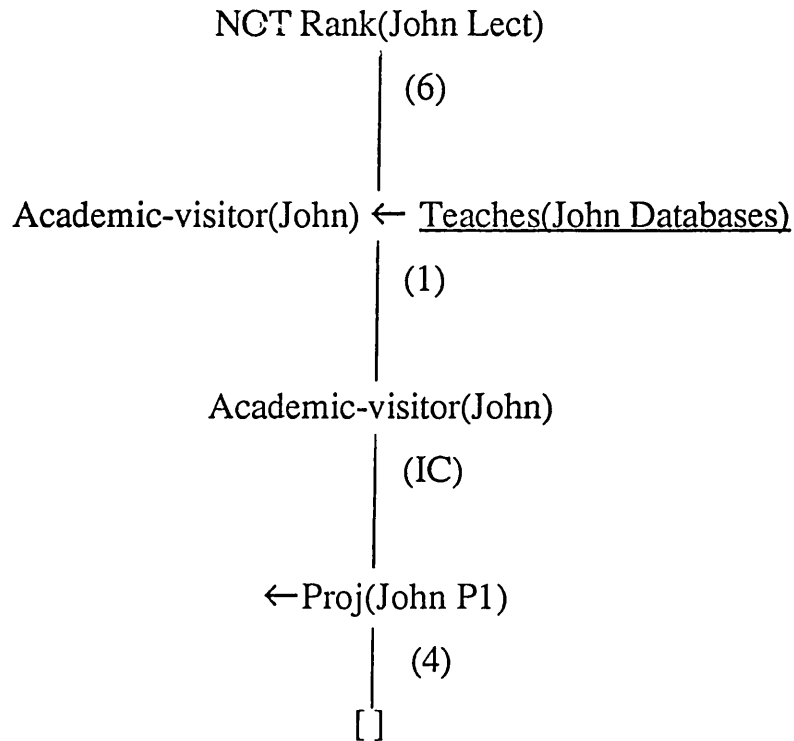 NOT Rank(John Lect)
(6)
Academic-visitor(John) ← Teaches(John Databases)
(1)
Academic-visitor(John)
(IC)
←Proj(John P1)
(4)
[ ]